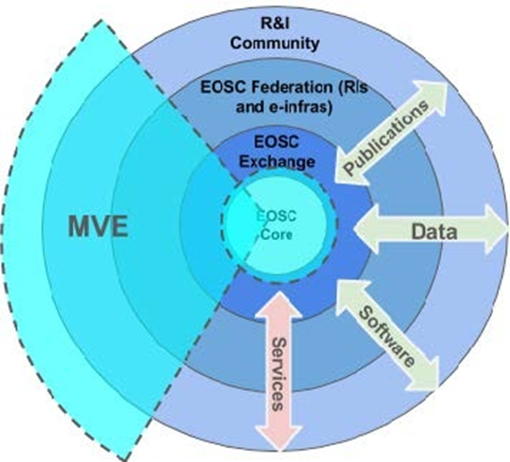 R&I
Community
EOSC Federation (RIs
and e-infras)
EOSC
Exchange
EOSC
Core
MVE
Publications
Data
Software
Services